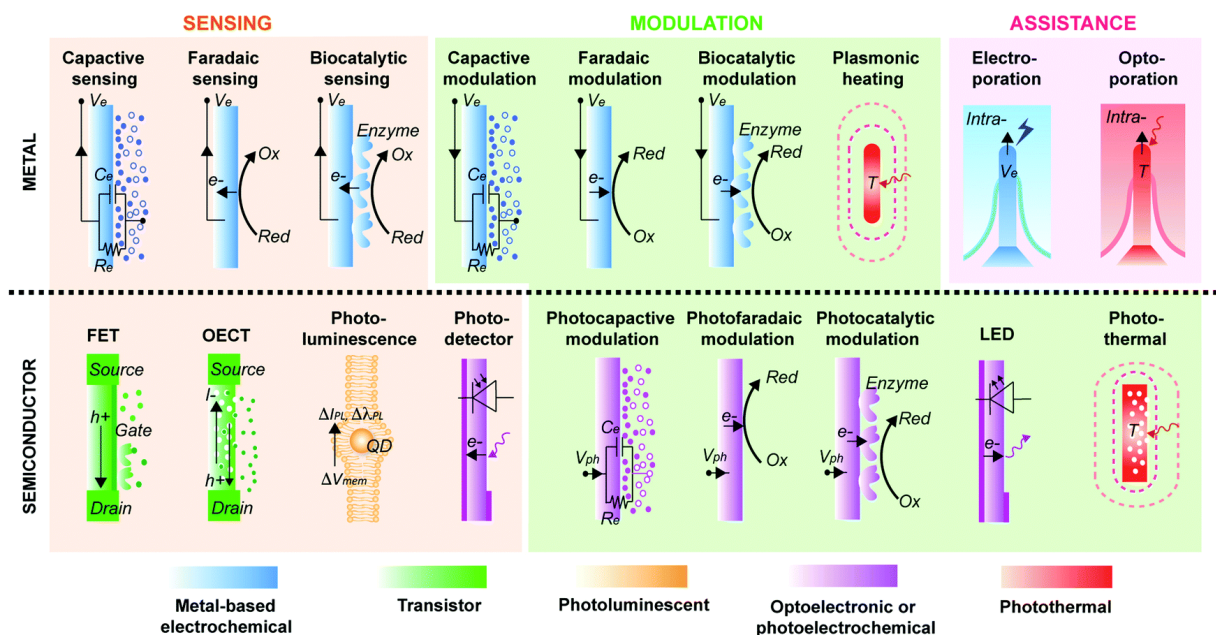 SENSING
MODULATION
ASSISTANCE
METAL
Capactive
sensing
Ve
Ce
Re
Faradaic
sensing
Ve
Ox
e-
Red
Biocatalytic
sensing
Ve
Enzyme
Ox
e-
Red
Capactive
modulation
Ve
Ce
Re
Faradaic
modulation
Ve
Red
e-
Ox
Biocatalytic
modulation
Ve
Enzyme
Red
e-
Ox
Plasmonic
heating
T
Electro-
poration
Intra-
Ve
Opto-
poration
Intra-
T
SEMICONDUCTOR
FET
Source
h+
Gate
Drain
OECT
Source
I-
h+
Drain
Photo-
luminescence
ΔIPL, ΔλPL
QD
ΔVmem
Photo-
detector
e-
Photocapactive
modulation
Ce
Vph
Re
Photofaradaic
modulation
Red
e-
Vph
Ox
Photocatalytic
modulation
Enzyme
Red
e-
Vph
Ox
LED
e-
Photo-
thermal
T
Metal-based
electrochemical
Transistor
Photoluminescent
Optoelectronic or
photoelectrochemical
Photothermal